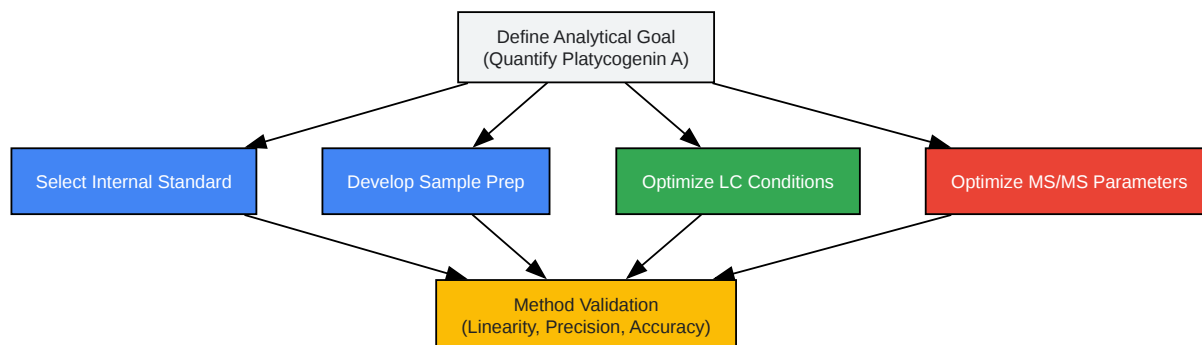 Define Analytical Goal
(Quantify Platycogenin A)
Select Internal Standard
Develop Sample Prep
Optimize LC Conditions
Optimize MS/MS Parameters
Method Validation
(Linearity, Precision, Accuracy)